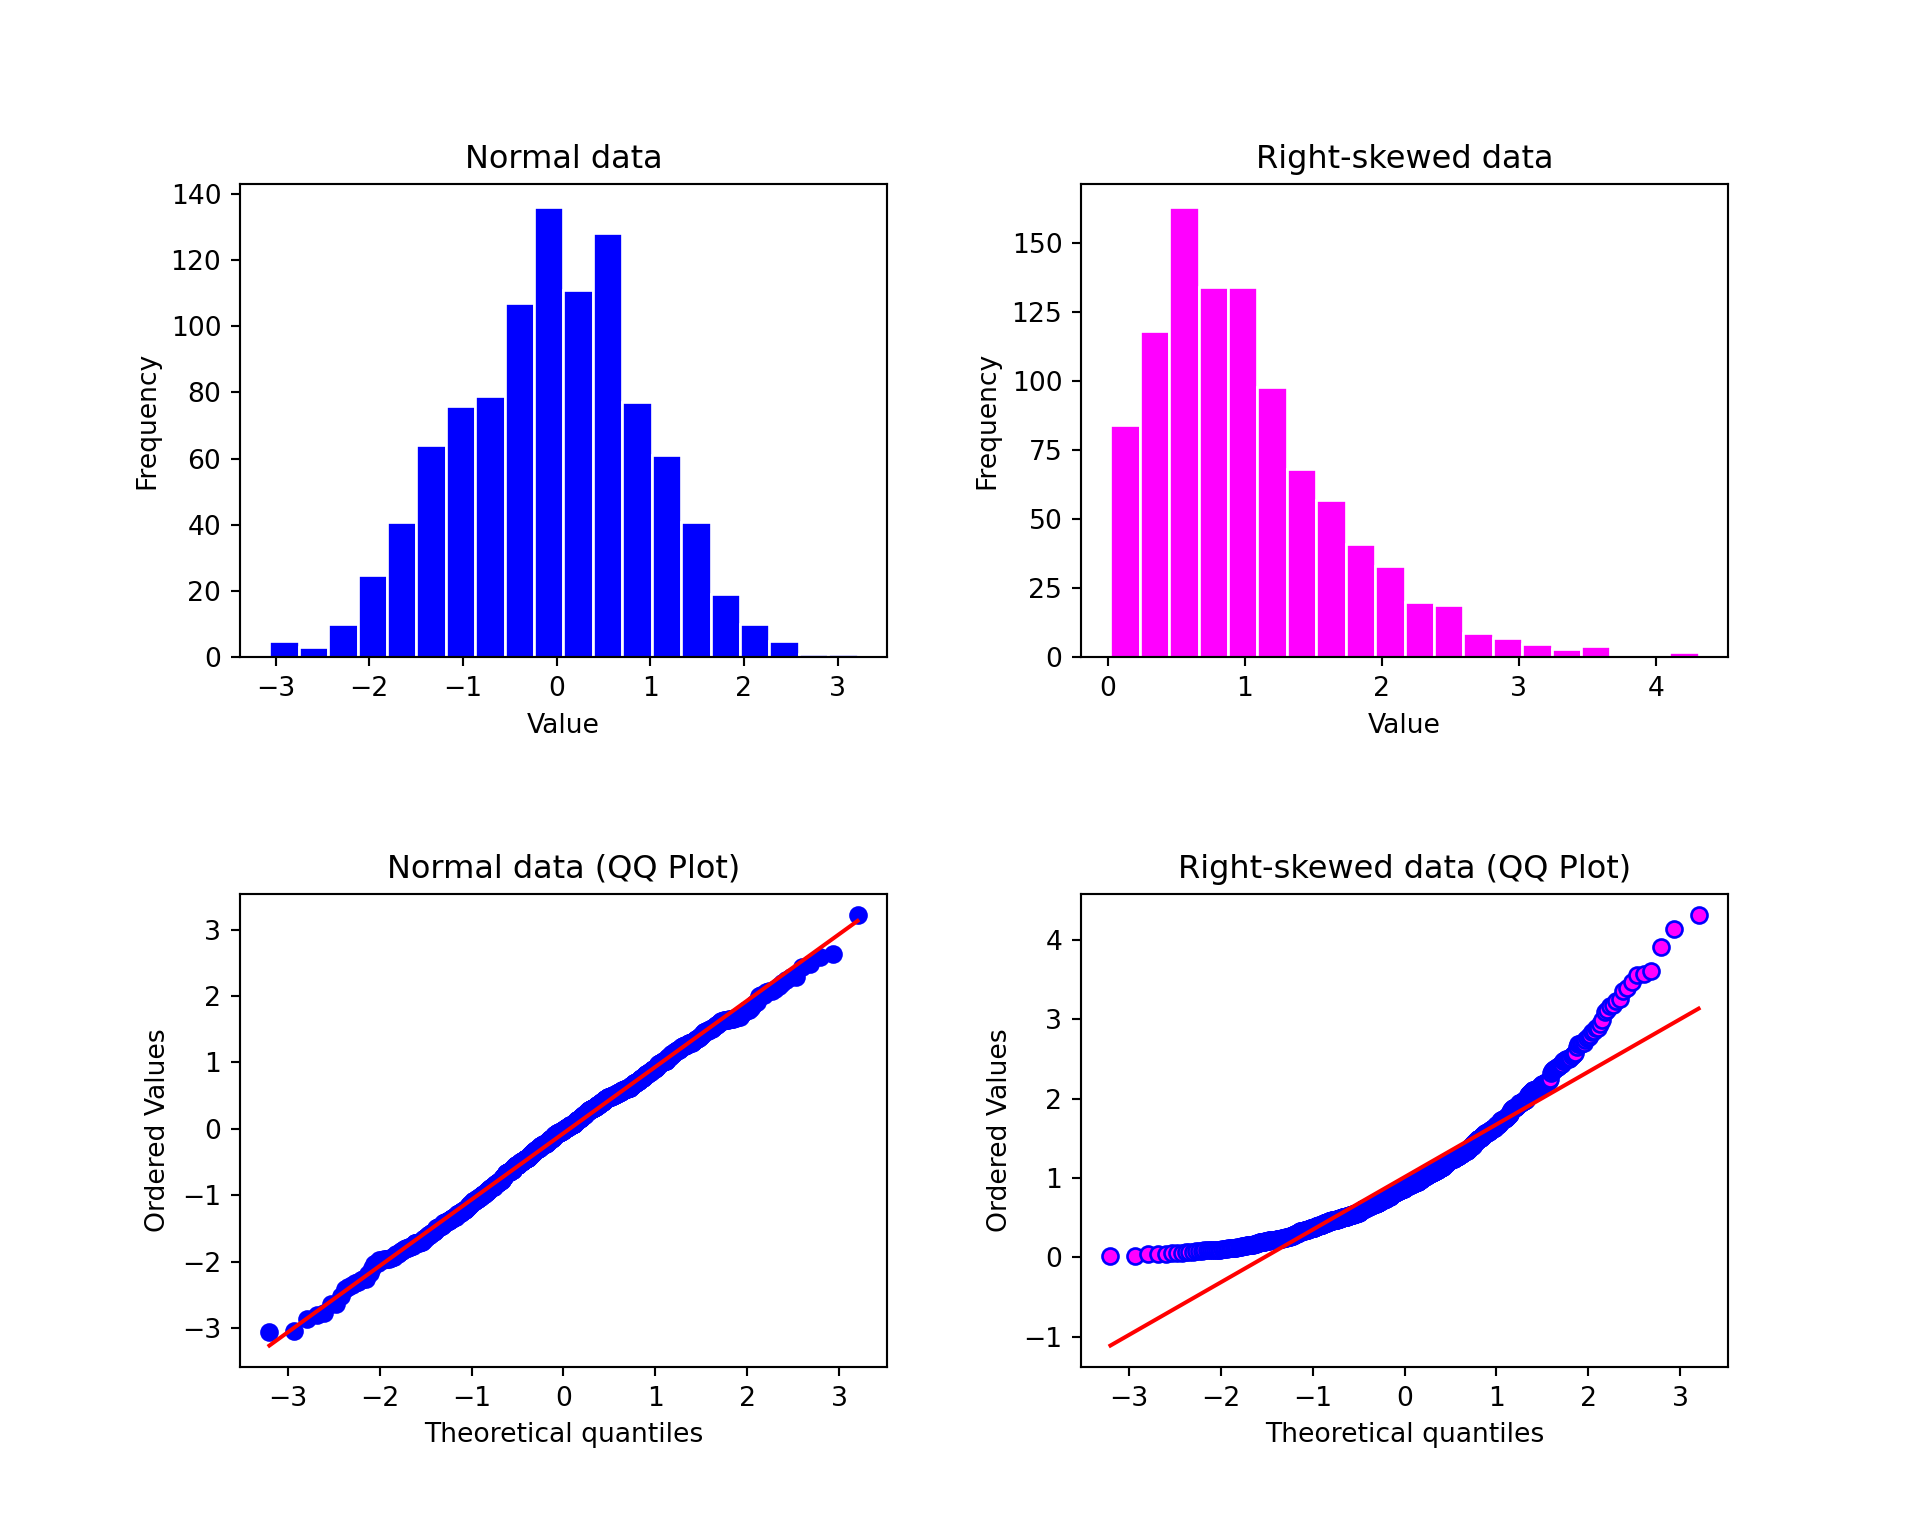 Normal data
140
120
100
80
60
40
20
0
Frequency
−3 −2 −1 0 1 2 3
Value
Right-skewed data
150
125
100
75
50
25
0
Frequency
0 1 2 3 4
Value
Normal data (QQ Plot)
3
2
1
0
−1
−2
−3
Ordered Values
−3 −2 −1 0 1 2 3
Theoretical quantiles
Right-skewed data (QQ Plot)
4
3
2
1
0
−1
Ordered Values
−3 −2 −1 0 1 2 3
Theoretical quantiles